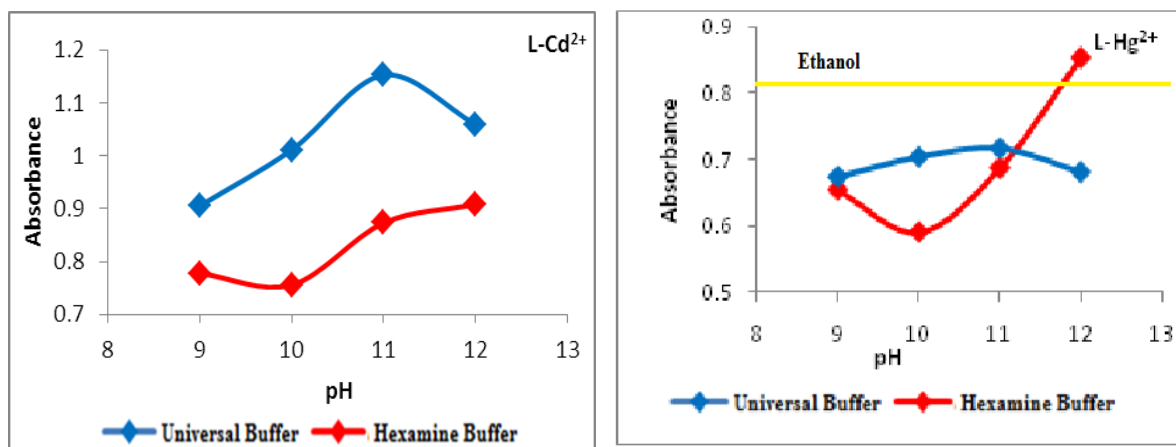 L-Cd²⁺
1.2
1.1
1
0.9
0.8
0.7
Absorbance
8 9 10 11 12 13
pH
Universal Buffer Hexamine Buffer
L-Hg²⁺
Ethanol
0.9
0.8
0.7
0.6
0.5
Absorbance
8 9 10 11 12 13
pH
Universal Buffer Hexamine Buffer